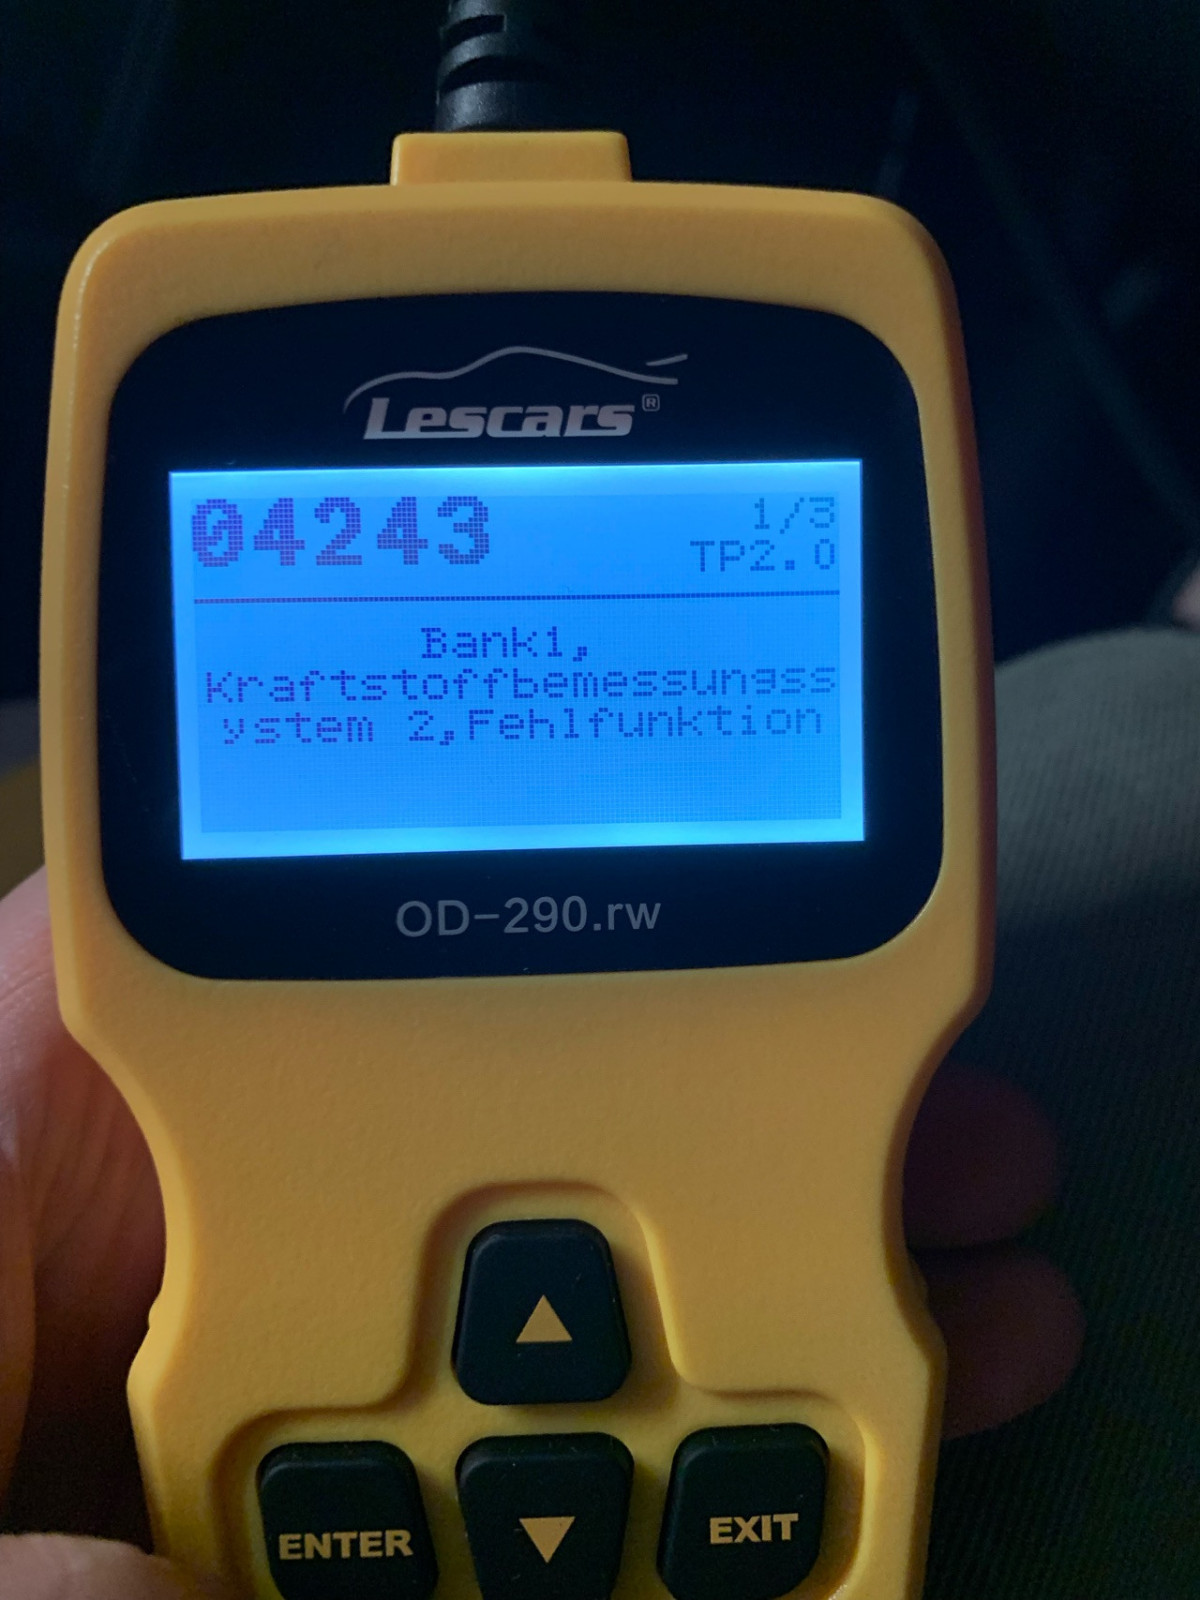 Lescars®
04243
1/3
TP2.0
Bank1,
Kraftstoffbemessungss
ystem 2,Fehlfunktion
OD-290.rw
ENTER
EXIT